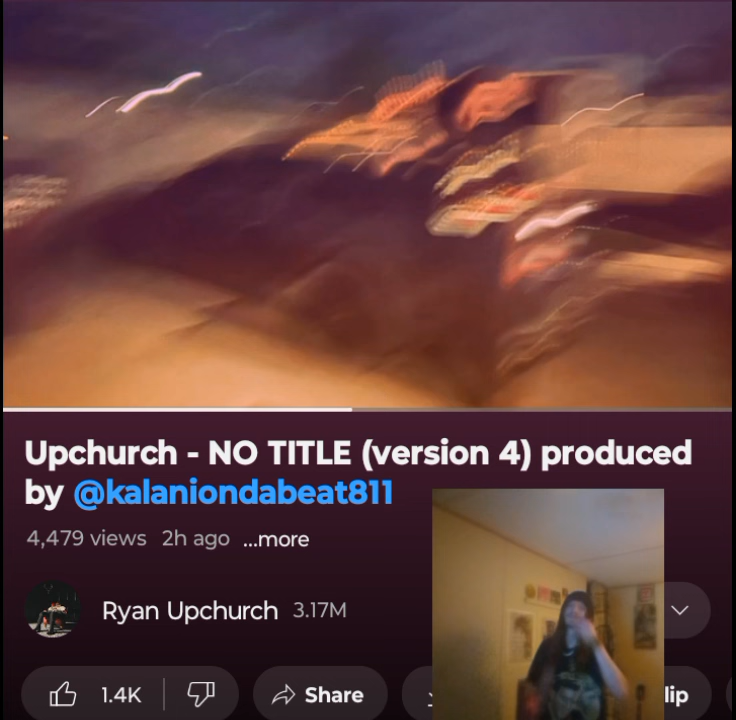 Upchurch - NO TITLE (version 4) produced
by @kalaniondabeat811
4,479 views 2h ago ...more
Ryan Upchurch 3.17M
1.4K Share lip